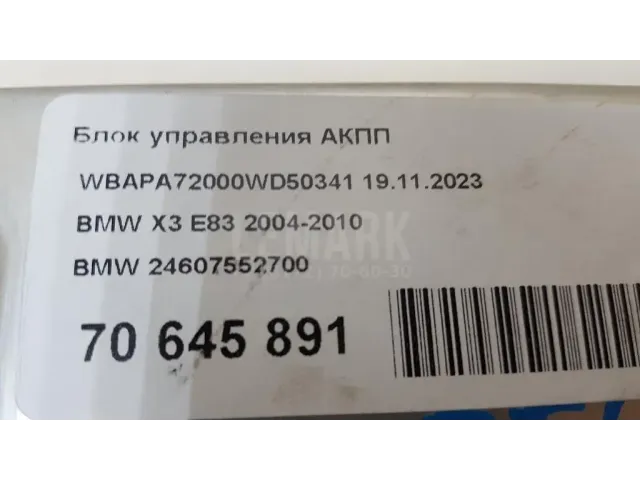 Блок управления АКПП
WBAPA72000WD50341 19.11.2023
BMW X3 E83 2004-2010
BMW 24607552700
70 645 891